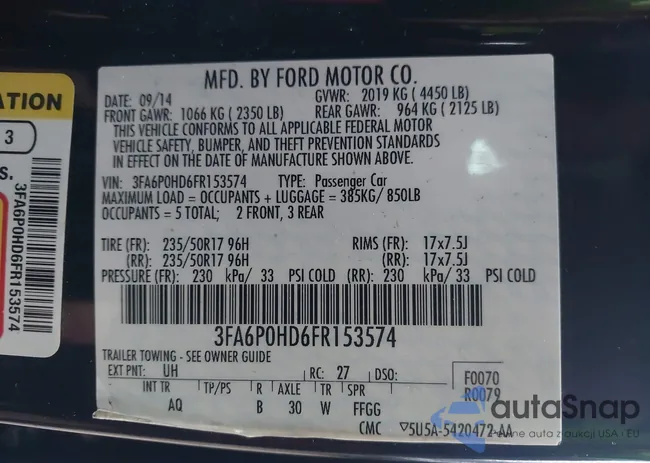 MFD. BY FORD MOTOR CO.
DATE: 09/14 GVWR: 2019 KG ( 4450 LB)
FRONT GAWR: 1066 KG ( 2350 LB) REAR GAWR: 964 KG ( 2125 LB)
THIS VEHICLE CONFORMS TO ALL APPLICABLE FEDERAL MOTOR
VEHICLE SAFETY, BUMPER, AND THEFT PREVENTION STANDARDS
IN EFFECT ON THE DATE OF MANUFACTURE SHOWN ABOVE.
VIN: 3FA6P0HD6FR153574 TYPE: Passenger Car
MAXIMUM LOAD = OCCUPANTS + LUGGAGE = 385KG/ 850LB
OCCUPANTS = 5 TOTAL; 2 FRONT, 3 REAR
TIRE (FR): 235/50R17 96H RIMS (FR): 17x7.5J
(RR): 235/50R17 96H (RR): 17x7.5J
PRESSURE (FR): 230 kPa/ 33 PSI COLD (RR): 230 kPa/ 33 PSI COLD
3FA6P0HD6FR153574
TRAILER TOWING - SEE OWNER GUIDE
EXT PNT: UH RC: 27 DSO: F0070
R0079
INT TR TP/PS R AXLE TR SPR
AQ B 30 W FFGG
CMC ▽5U5A-5420472-AA
ATION
3
S.
3FA6P0HD6FR153574
autoSnap
auta z aukcji USA i EU